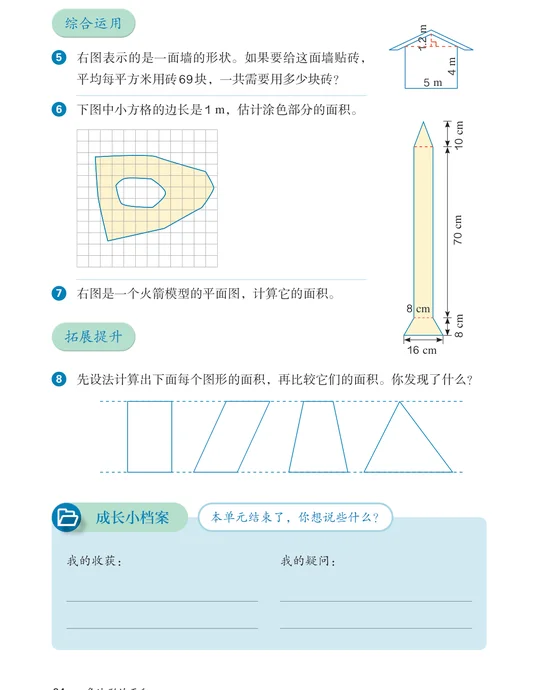 综合运用
5 右图表示的是一面墙的形状。如果要给这面墙贴砖，
平均每平方米用砖69块，一共需要用多少块砖？
1.2 m
4 m
5 m
6 下图中小方格的边长是1 m，估计涂色部分的面积。
10 cm
70 cm
7 右图是一个火箭模型的平面图，计算它的面积。
8 cm
8 cm
16 cm
拓展提升
8 先设法计算出下面每个图形的面积，再比较它们的面积。你发现了什么？
成长小档案
本单元结束了，你想说些什么？
我的收获：
我的疑问：